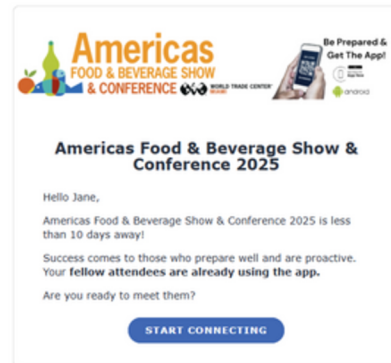 Americas
FOOD & BEVERAGE SHOW
& CONFERENCE
WORLD TRADE CENTER
Be Prepared &
Get The App!
android
Americas Food & Beverage Show &
Conference 2025
Hello Jane,
Americas Food & Beverage Show & Conference 2025 is less
than 10 days away!
Success comes to those who prepare well and are proactive.
Your fellow attendees are already using the app.
Are you ready to meet them?
START CONNECTING